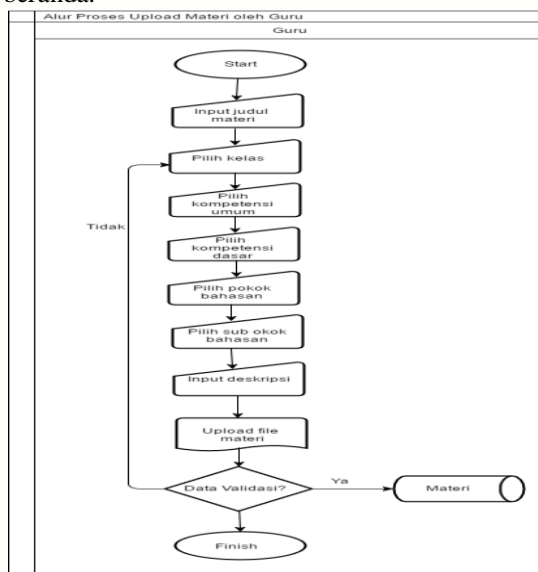 beranda.
Alur Proses Upload Materi oleh Guru
Guru
Start
Input judul
materi
Pilih kelas
Pilih
kompetensi
umum
Tidak
Pilih
kompetensi
dasar
Pilih pokok
bahasan
Pilih sub okok
bahasan
Input deskripsi
Upload file
materi
Data Validasi?
Ya
Materi
Finish